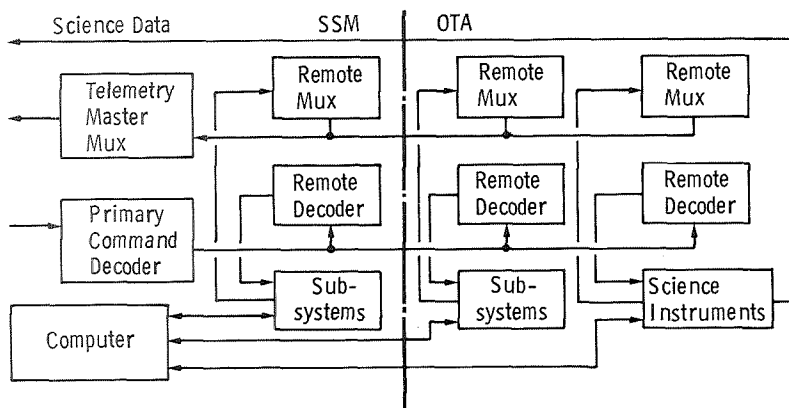 Science Data
SSM
OTA
Telemetry
Master
Mux
Remote
Mux
Remote
Mux
Remote
Mux
Primary
Command
Decoder
Remote
Decoder
Remote
Decoder
Remote
Decoder
Computer
Sub-
systems
Sub-
systems
Science
Instruments